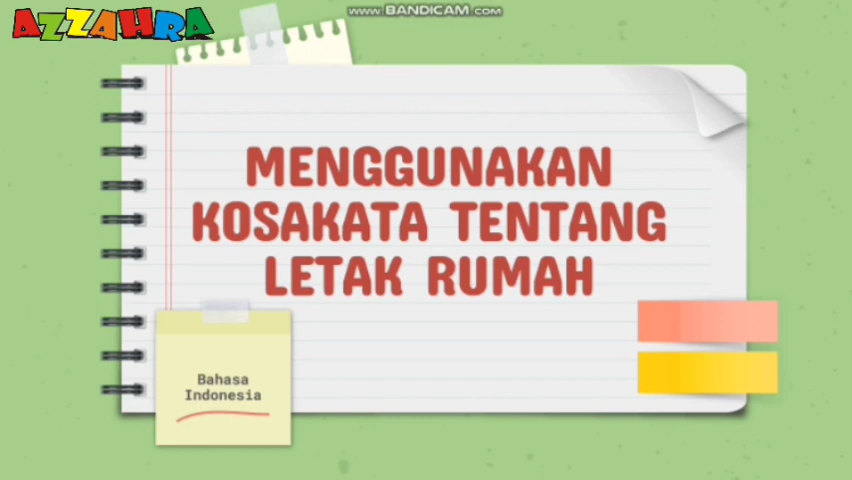 AZZAHRA
www.BANDICAM.com
MENGGUNAKAN
KOSAKATA TENTANG
LETAK RUMAH
Bahasa
Indonesia